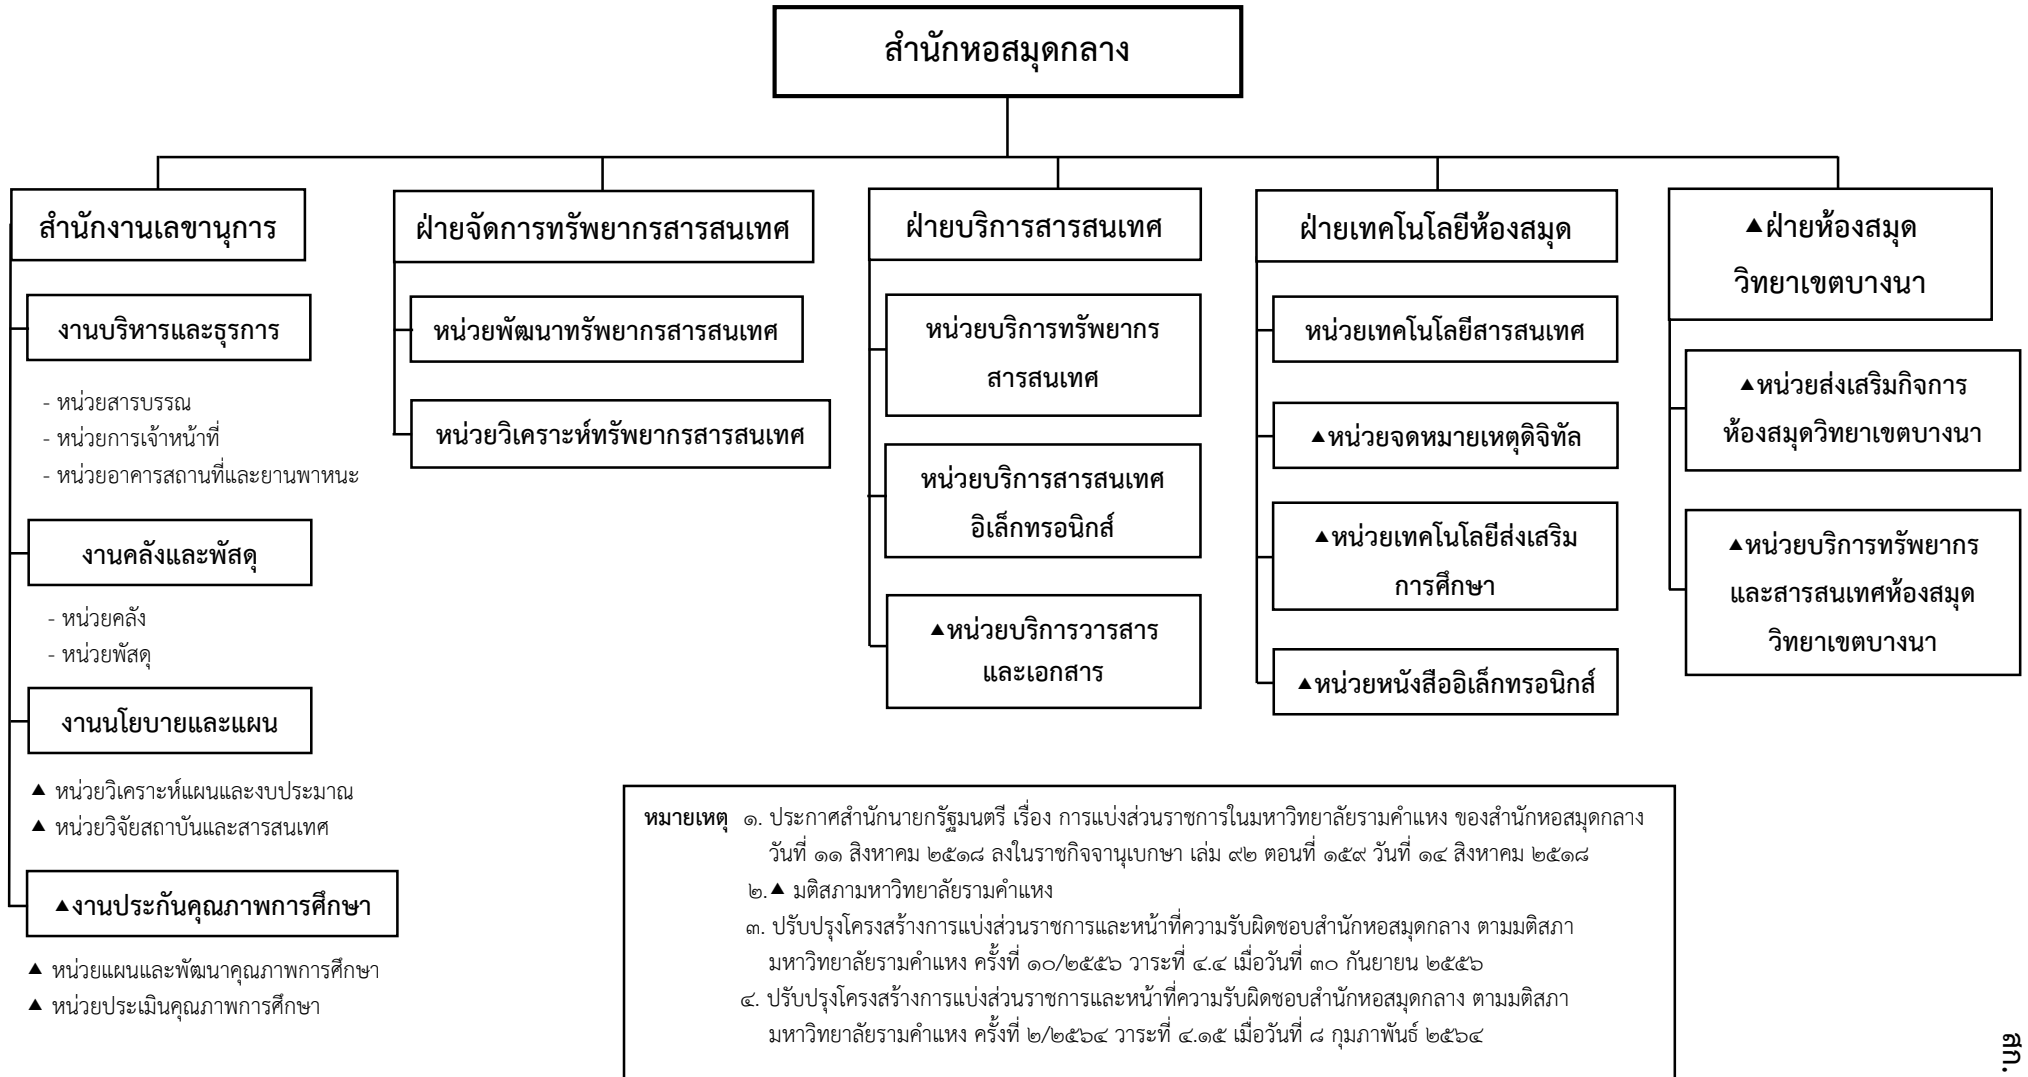 สำนักหอสมุดกลาง
สำนักงานเลขานุการ
งานบริหารและธุรการ
- หน่วยสารบรรณ
- หน่วยการเจ้าหน้าที่
- หน่วยอาคารสถานที่และยานพาหนะ
งานคลังและพัสดุ
- หน่วยคลัง
- หน่วยพัสดุ
งานนโยบายและแผน
▲ หน่วยวิเคราะห์แผนและงบประมาณ
▲ หน่วยวิจัยสถาบันและสารสนเทศ
▲งานประกันคุณภาพการศึกษา
▲ หน่วยแผนและพัฒนาคุณภาพการศึกษา
▲ หน่วยประเมินคุณภาพการศึกษา
ฝ่ายจัดการทรัพยากรสารสนเทศ
หน่วยพัฒนาทรัพยากรสารสนเทศ
หน่วยวิเคราะห์ทรัพยากรสารสนเทศ
ฝ่ายบริการสารสนเทศ
หน่วยบริการทรัพยากร
สารสนเทศ
หน่วยบริการสารสนเทศ
อิเล็กทรอนิกส์
▲หน่วยบริการวารสาร
และเอกสาร
ฝ่ายเทคโนโลยีห้องสมุด
หน่วยเทคโนโลยีสารสนเทศ
▲หน่วยจดหมายเหตุดิจิทัล
▲หน่วยเทคโนโลยีส่งเสริม
การศึกษา
▲หน่วยหนังสืออิเล็กทรอนิกส์
▲ฝ่ายห้องสมุด
วิทยาเขตบางนา
▲หน่วยส่งเสริมกิจการ
ห้องสมุดวิทยาเขตบางนา
▲หน่วยบริการทรัพยากร
และสารสนเทศห้องสมุด
วิทยาเขตบางนา
หมายเหตุ ๑. ประกาศสำนักนายกรัฐมนตรี เรื่อง การแบ่งส่วนราชการในมหาวิทยาลัยรามคำแหง ของสำนักหอสมุดกลาง
วันที่ ๑๑ สิงหาคม ๒๕๑๘ ลงในราชกิจจานุเบกษา เล่ม ๙๒ ตอนที่ ๑๕๙ วันที่ ๑๔ สิงหาคม ๒๕๑๘
๒.▲ มติสภามหาวิทยาลัยรามคำแหง
๓. ปรับปรุงโครงสร้างการแบ่งส่วนราชการและหน้าที่ความรับผิดชอบสำนักหอสมุดกลาง ตามมติสภา
มหาวิทยาลัยรามคำแหง ครั้งที่ ๑๐/๒๕๕๖ วาระที่ ๔.๔ เมื่อวันที่ ๓๐ กันยายน ๒๕๕๖
๔. ปรับปรุงโครงสร้างการแบ่งส่วนราชการและหน้าที่ความรับผิดชอบสำนักหอสมุดกลาง ตามมติสภา
มหาวิทยาลัยรามคำแหง ครั้งที่ ๒/๒๕๖๔ วาระที่ ๔.๑๕ เมื่อวันที่ ๘ กุมภาพันธ์ ๒๕๖๔
สก.